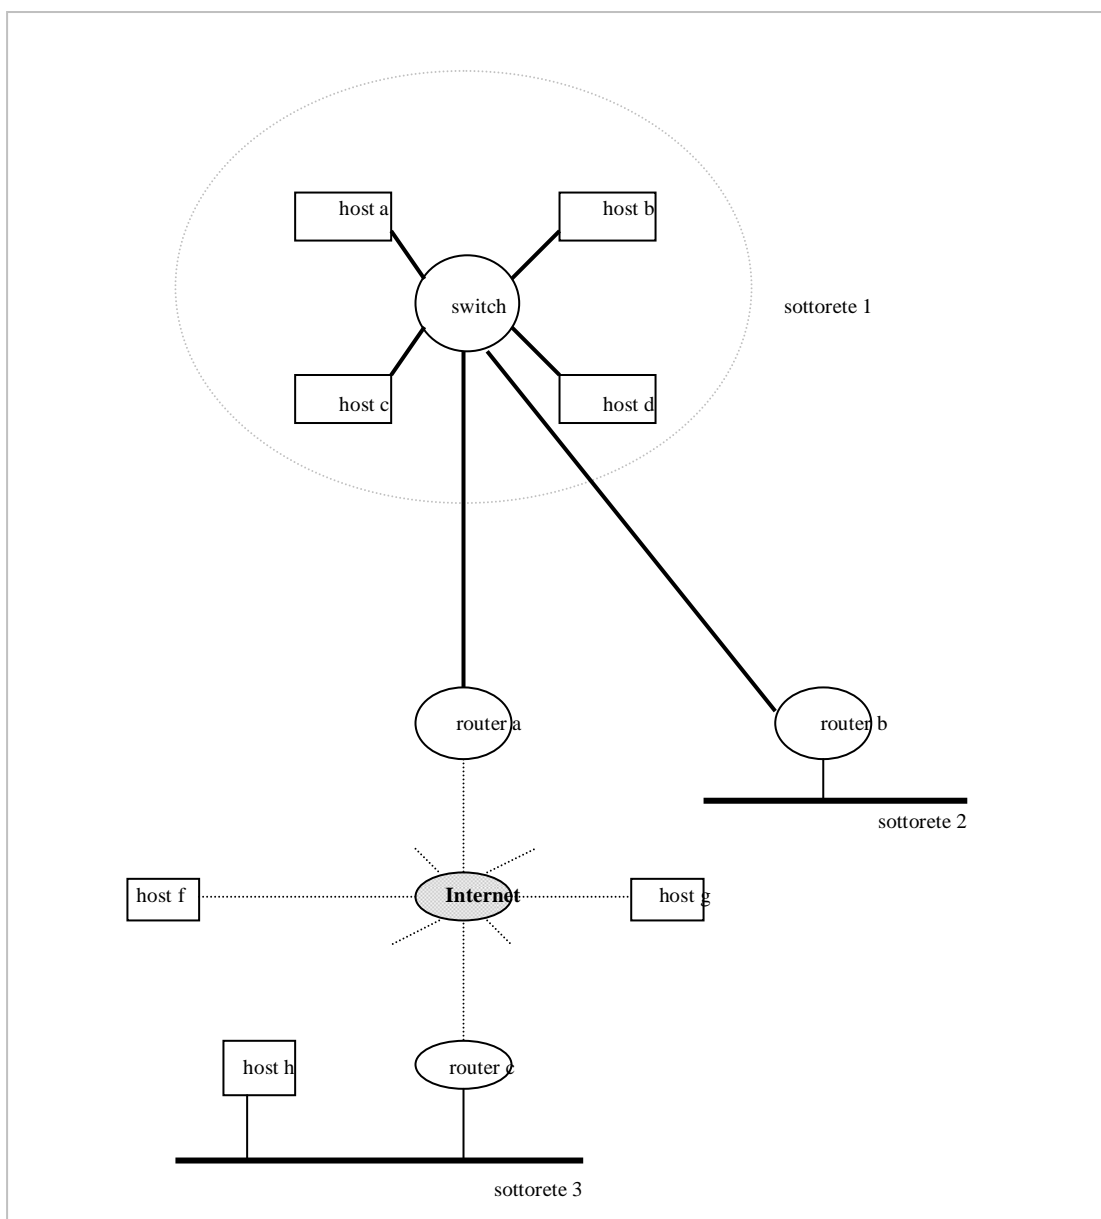 host a
host b
switch
sottorete 1
host c
host d
router a
router b
sottorete 2
host f
Internet
host g
host h
router c
sottorete 3